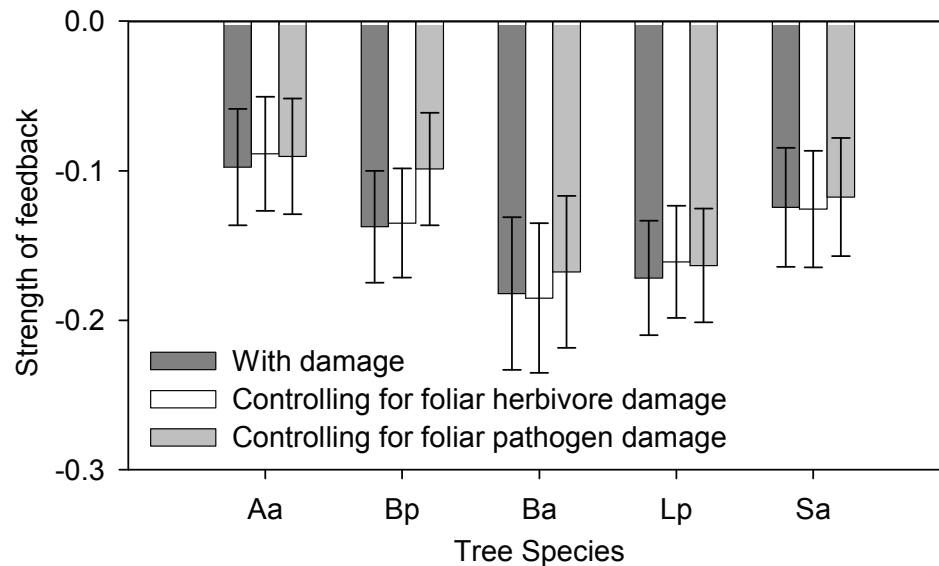 0.0
-0.1
-0.2
-0.3
Strength of feedback
With damage
Controlling for foliar herbivore damage
Controlling for foliar pathogen damage
Aa Bp Ba Lp Sa
Tree Species